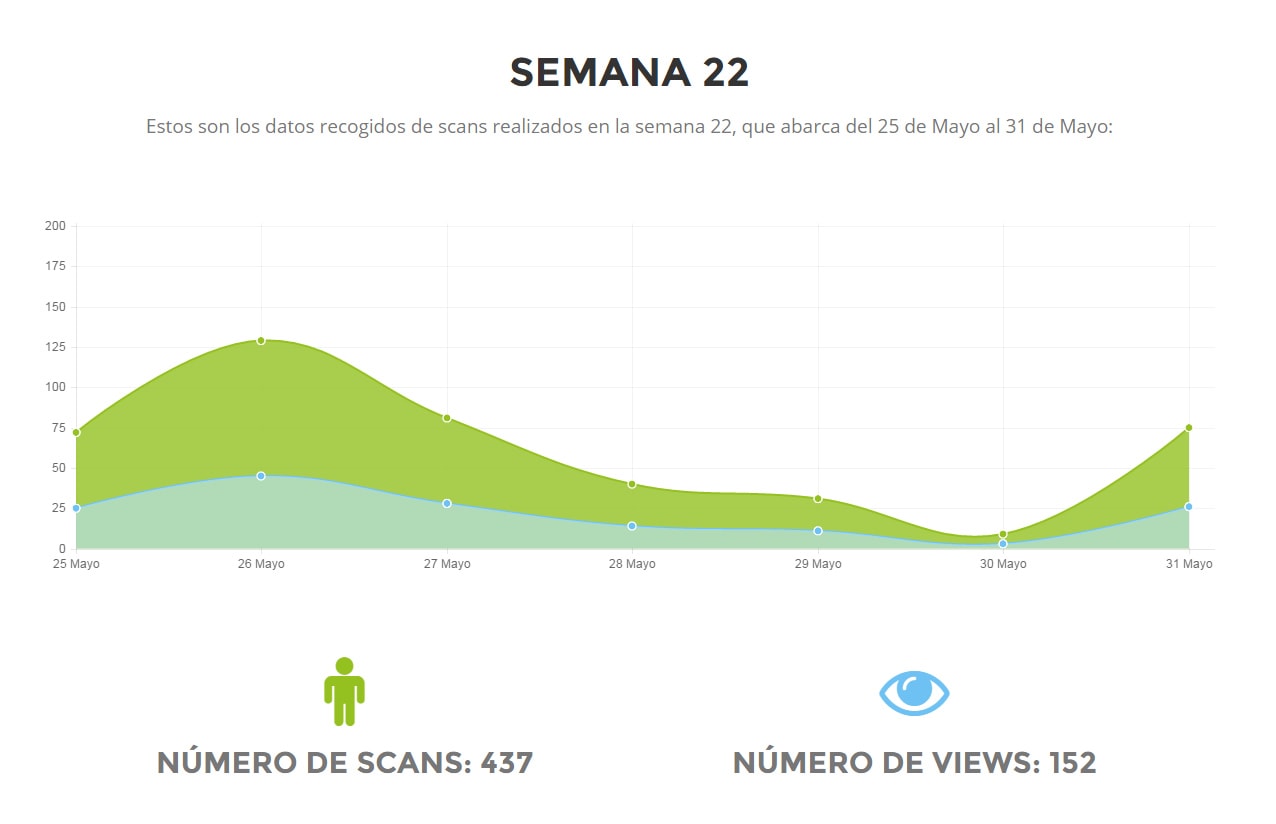 SEMANA 22
Estos son los datos recogidos de scans realizados en la semana 22, que abarca del 25 de Mayo al 31 de Mayo:
200
175
150
125
100
75
50
25
0
25 Mayo 26 Mayo 27 Mayo 28 Mayo 29 Mayo 30 Mayo 31 Mayo
NÚMERO DE SCANS: 437 NÚMERO DE VIEWS: 152